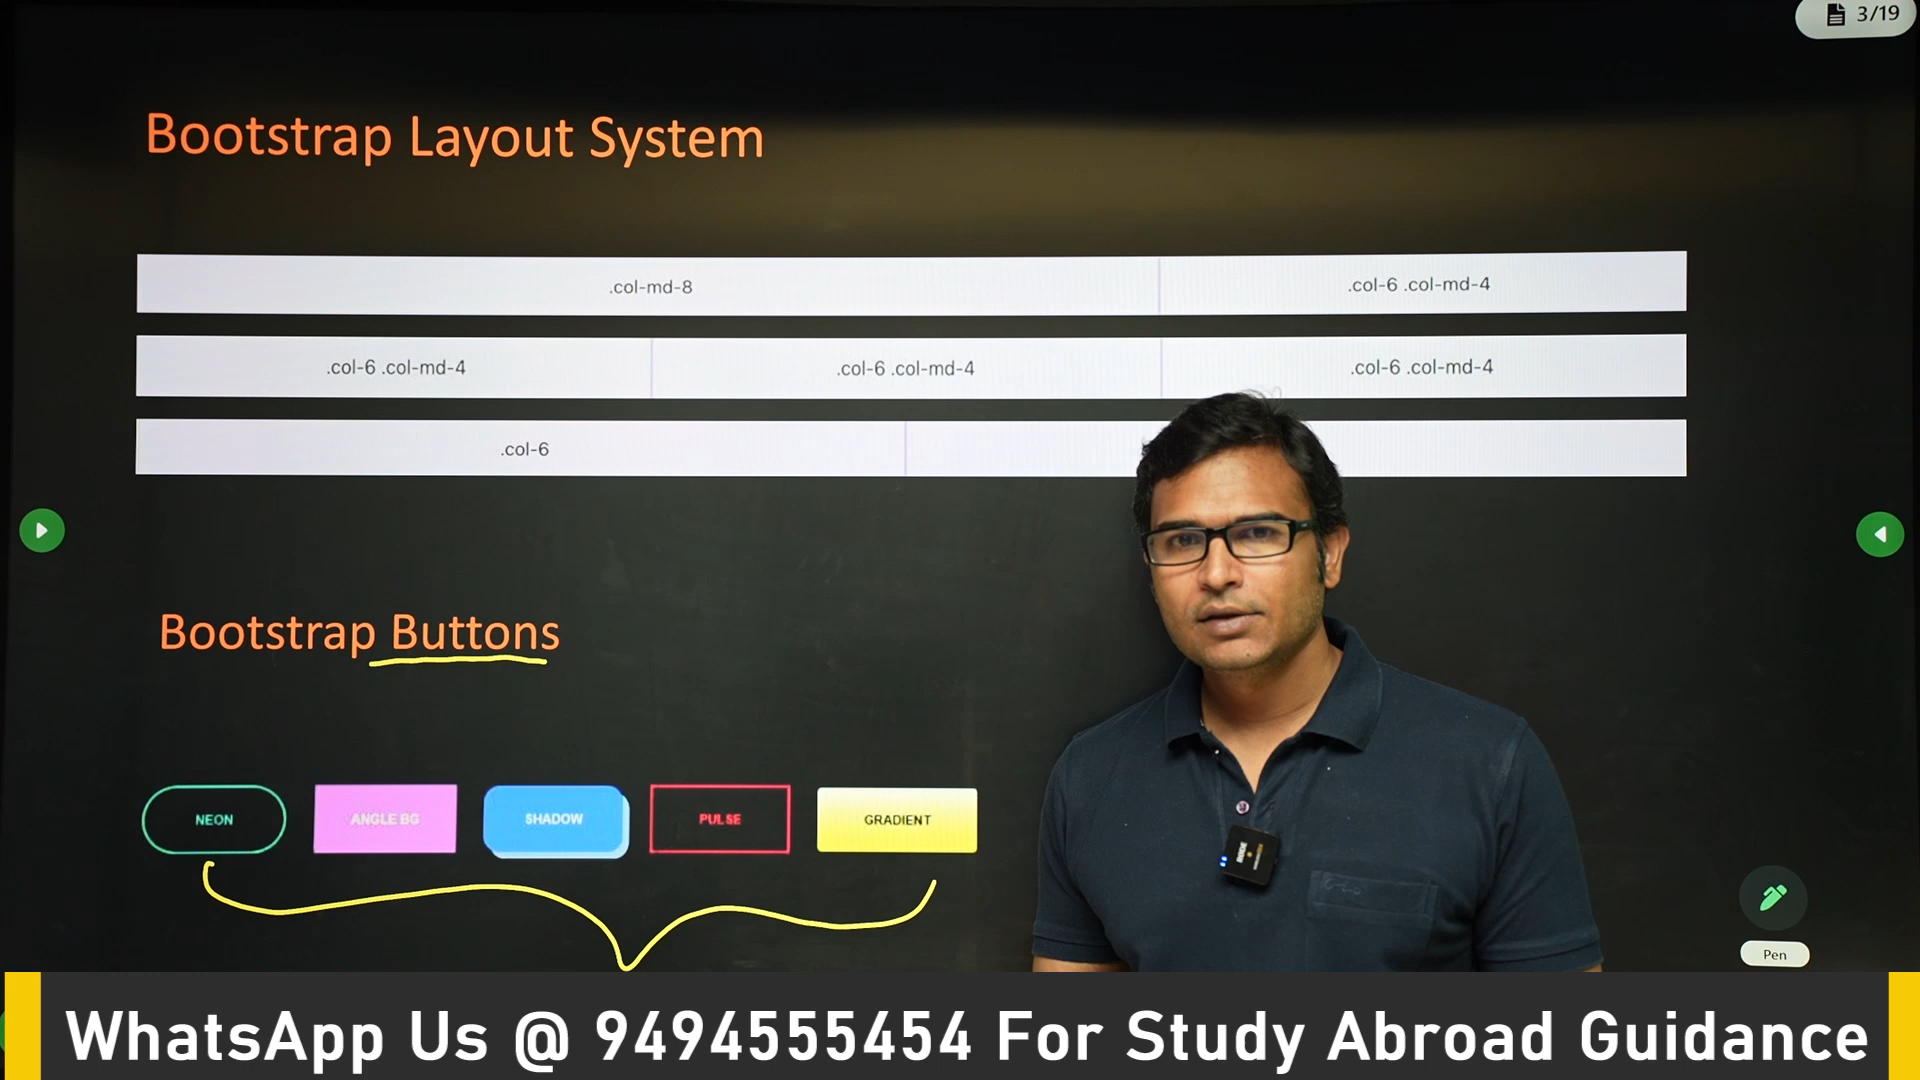 3/19
Bootstrap Layout System
.col-md-8
.col-6 .col-md-4
.col-6 .col-md-4
.col-6 .col-md-4
.col-6 .col-md-4
.col-6
Bootstrap Buttons
NEON
ANGLE BG
SHADOW
PULSE
GRADIENT
Pen
WhatsApp Us @ 9494555454 For Study Abroad Guidance